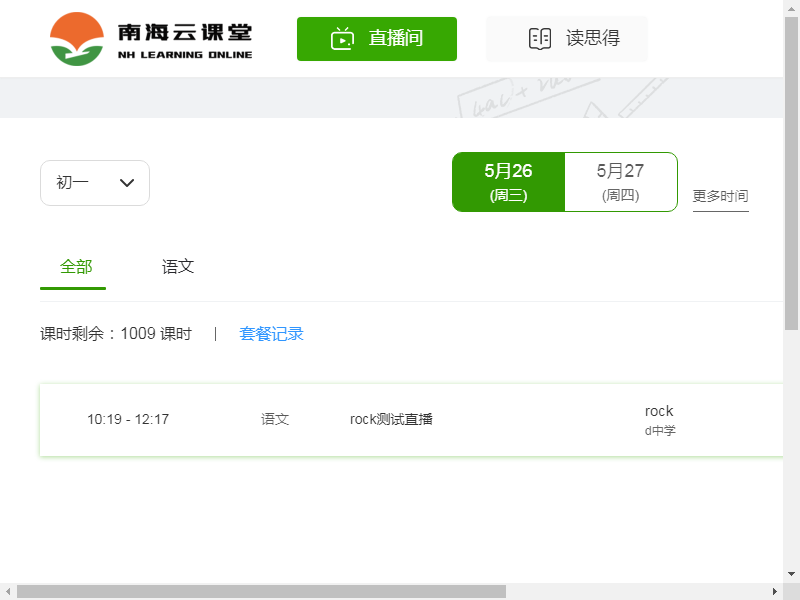 南海云课堂
NH LEARNING ONLINE
直播间
读思得
初一
5月26
(周三)
5月27
(周四)
更多时间
全部
语文
课时剩余：1009 课时 | 套餐记录
10:19 - 12:17
语文
rock测试直播
rock
d中学